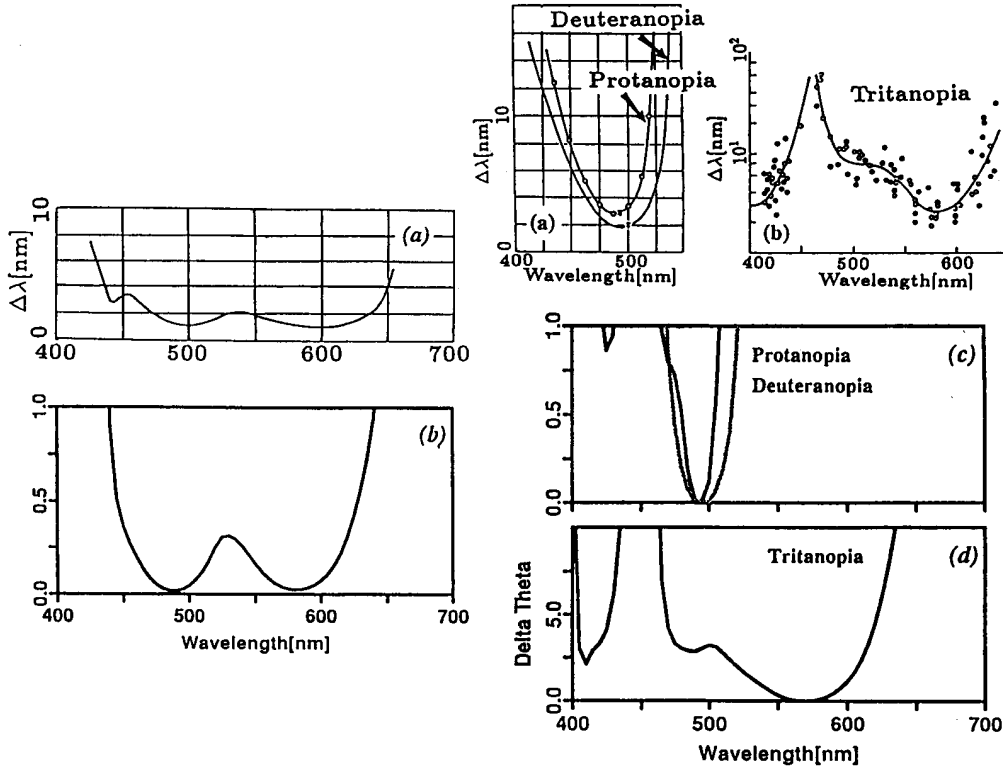 10
Δλ[nm]
0
(a)
400
500
600
700
1.0
0.5
0.0
(b)
400
500
600
700
Wavelength[nm]
Deuteranopia
Protanopia
10
Δλ[nm]
0
(a)
400
500
Wavelength[nm]
10²
Δλ[nm]
10¹
Tritanopia
(b)
400
500
600
Wavelength[nm]
1.0
0.5
0.0
Protanopia
Deuteranopia
(c)
Delta Theta
5.0
0.0
Tritanopia
(d)
400
500
600
700
Wavelength[nm]